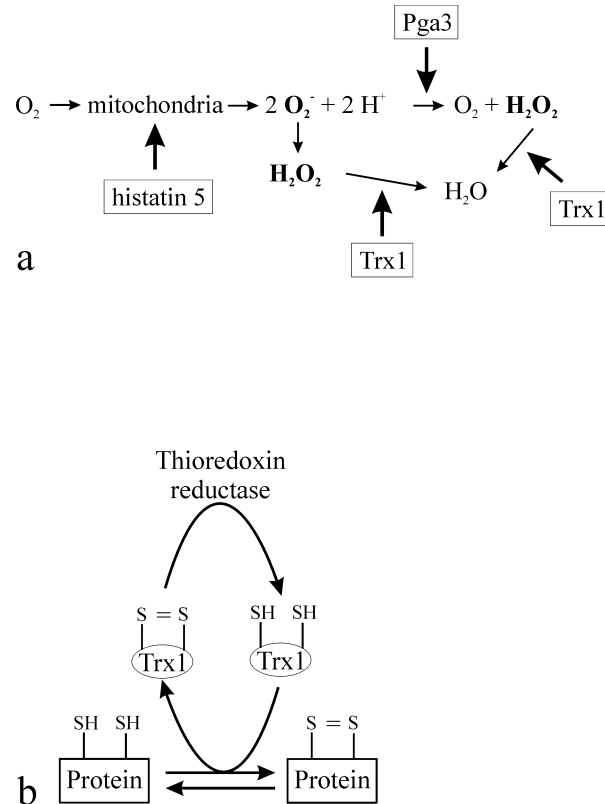 Pga3
O₂ → mitochondria → 2 O₂⁻ + 2 H⁺ → O₂ + H₂O₂
histatin 5
H₂O₂
H₂O
Trx1
Trx1
a
Thioredoxin
reductase
S = S
SH SH
Trx1
Trx1
SH SH
S = S
Protein
Protein
b